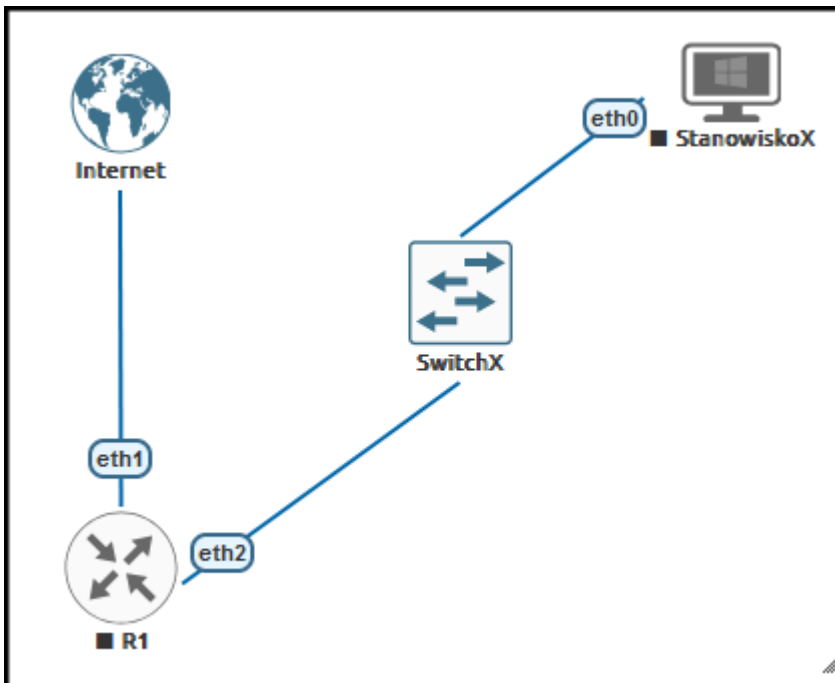 Internet
eth0
StanowiskoX
SwitchX
eth1
eth2
R1